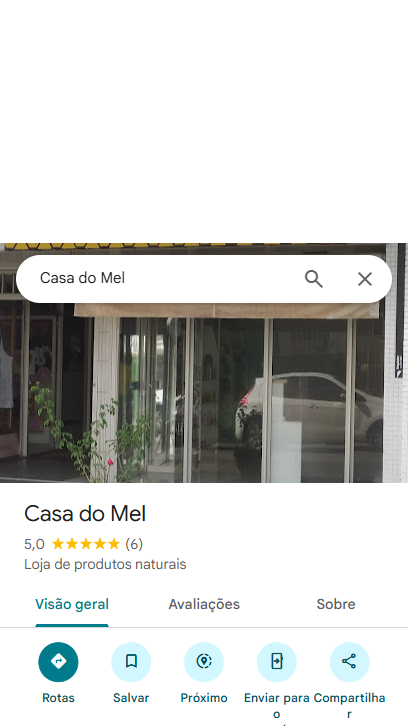 Casa do Mel
Casa do Mel
5,0 (6)
Loja de produtos naturais
Visão geral Avaliações Sobre
Rotas Salvar Próximo Enviar para o Compartilhar